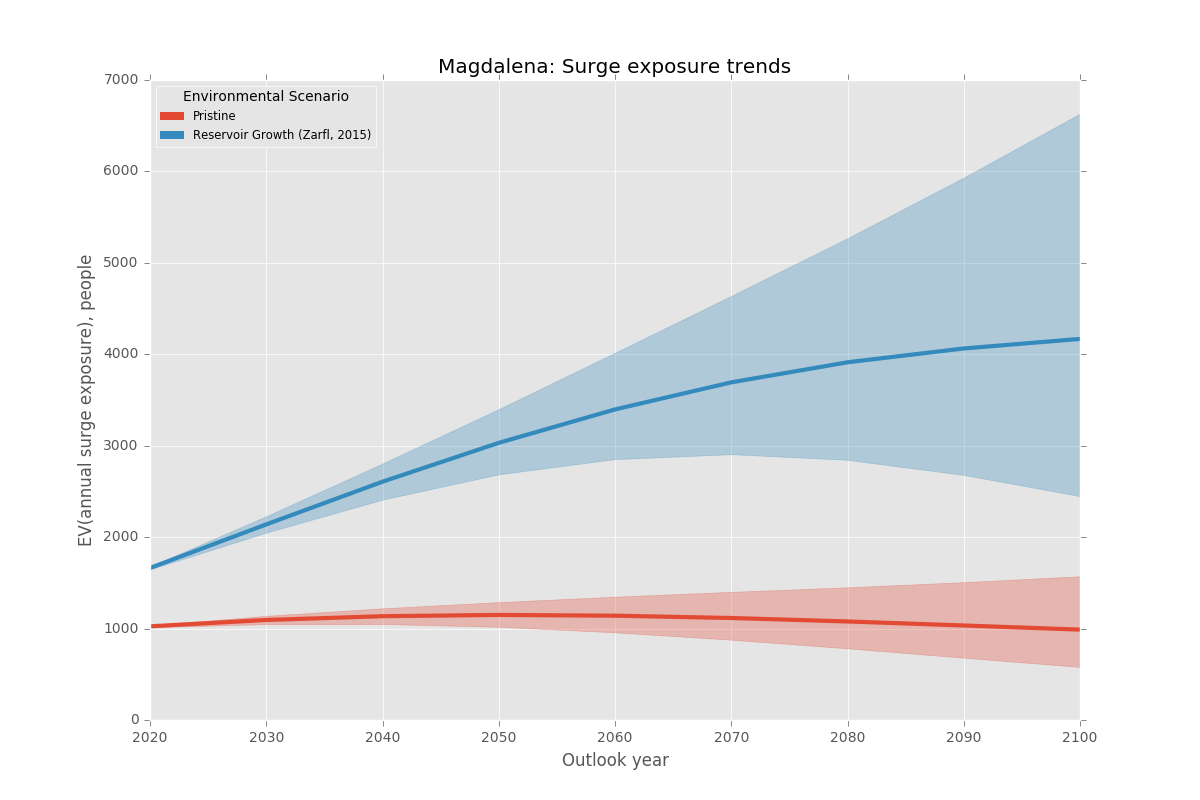 Magdalena: Surge exposure trends
Environmental Scenario
Pristine
Reservoir Growth (Zarfl, 2015)
EV(annual surge exposure), people
7000
6000
5000
4000
3000
2000
1000
0
2020 2030 2040 2050 2060 2070 2080 2090 2100
Outlook year